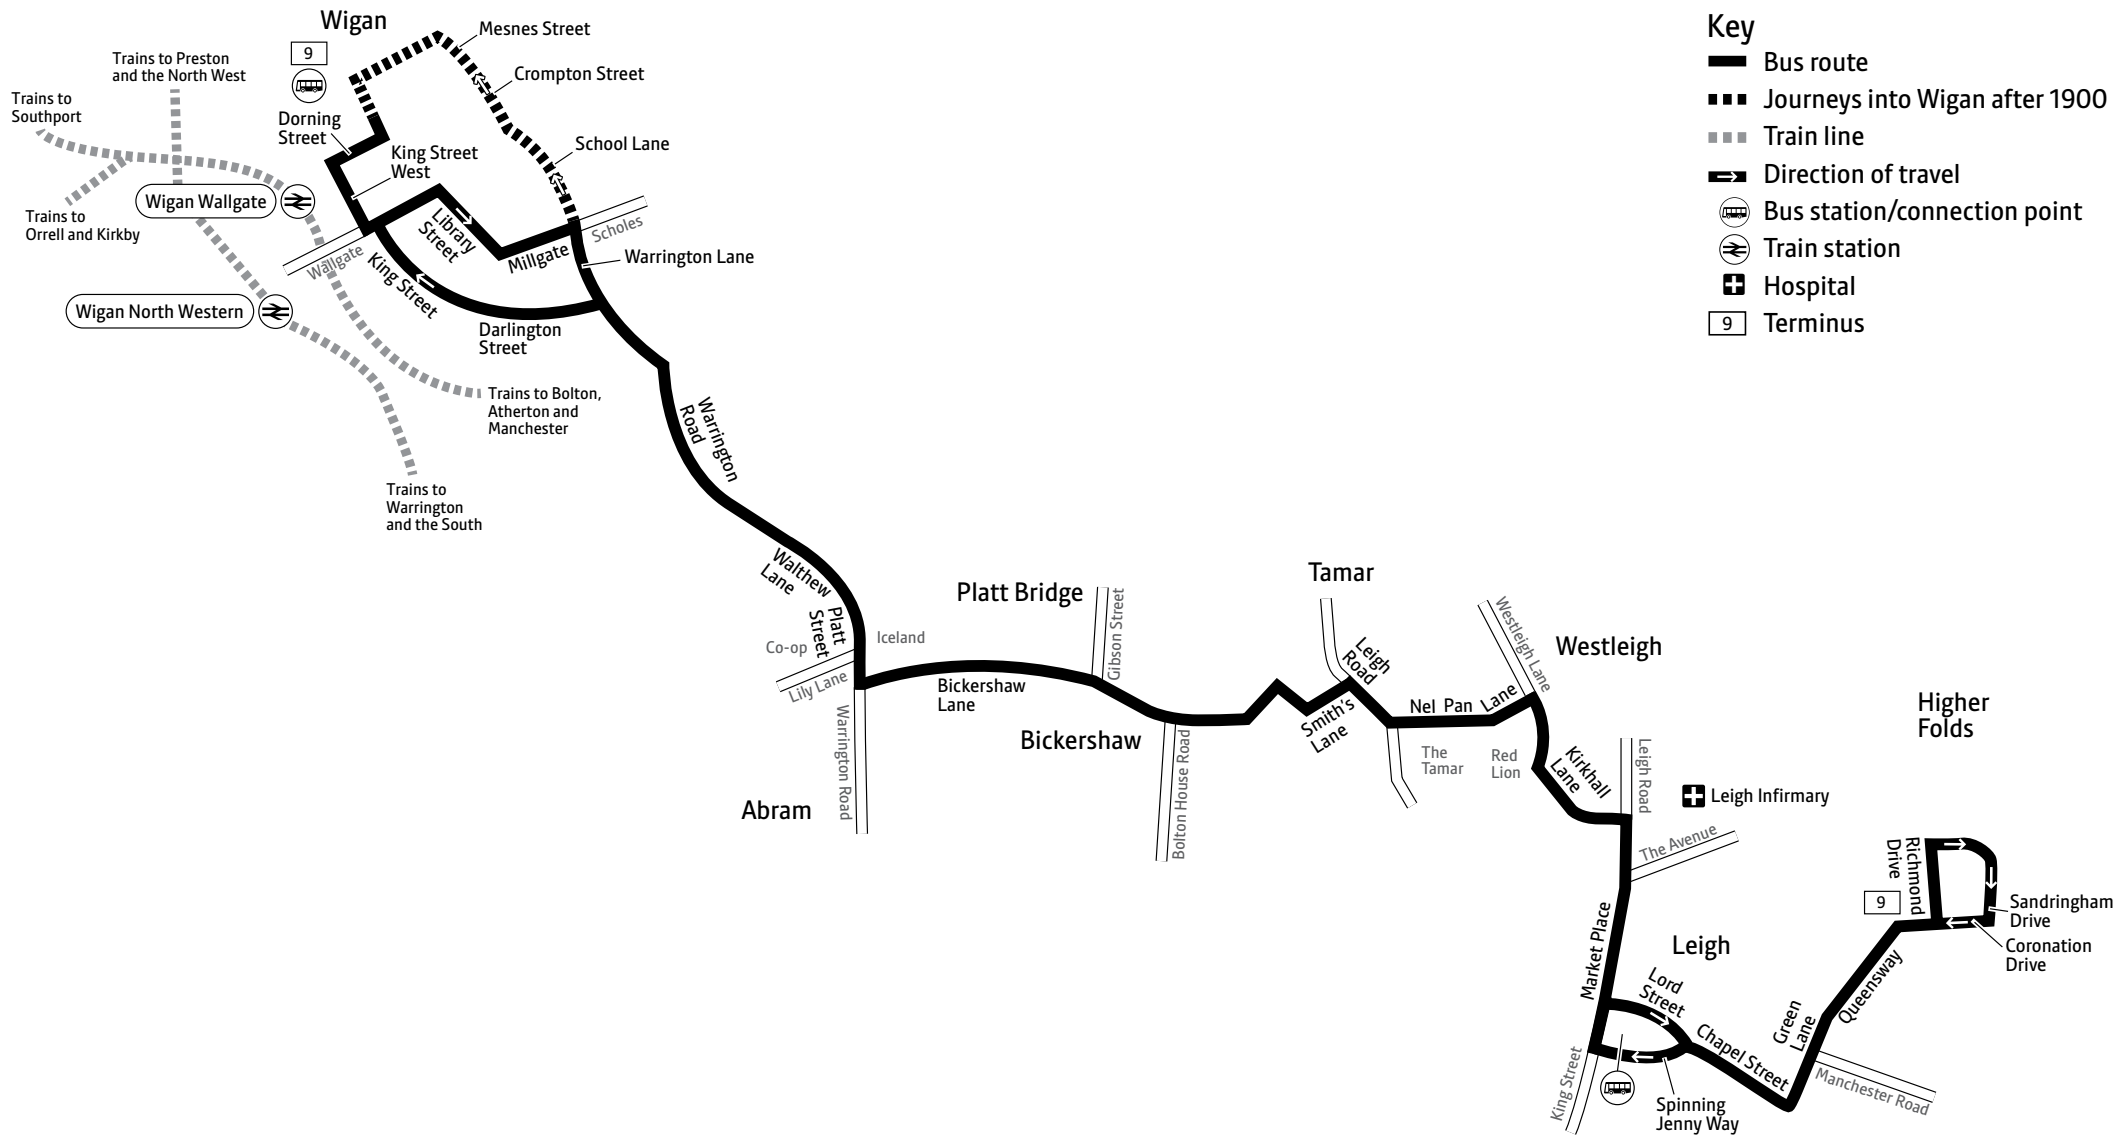 Wigan
9
Mesnes Street
Crompton Street
Trains to Preston
and the North West
Trains to
Southport
Dorning
Street
King Street
West
School Lane
Wigan Wallgate
Trains to
Orrell and Kirkby
Library
Street
Scholes
Millgate
Wallgate
King Street
Warrington Lane
Wigan North Western
Darlington
Street
Trains to Bolton,
Atherton and
Manchester
Trains to
Warrington
and the South
Warrington
Road
Walthew
Lane
Platt
Street
Co-op
Iceland
Lily Lane
Warrington Road
Abram
Platt Bridge
Gibson Street
Bickershaw
Lane
Bickershaw
Bolton House Road
Tamar
Leigh
Road
Smith's
Lane
Nel Pan Lane
The
Tamar
Red
Lion
Westleigh Lane
Westleigh
Kirkhall
Lane
Leigh Road
Leigh Infirmary
The Avenue
Market Place
Leigh
Lord
Street
King Street
Spinning
Jenny Way
Chapel Street
Green
Lane
Manchester Road
Queensway
Higher
Folds
Richmond
Drive
9
Sandringham
Drive
Coronation
Drive
Key
Bus route
Journeys into Wigan after 1900
Train line
Direction of travel
Bus station/connection point
Train station
Hospital
9 Terminus